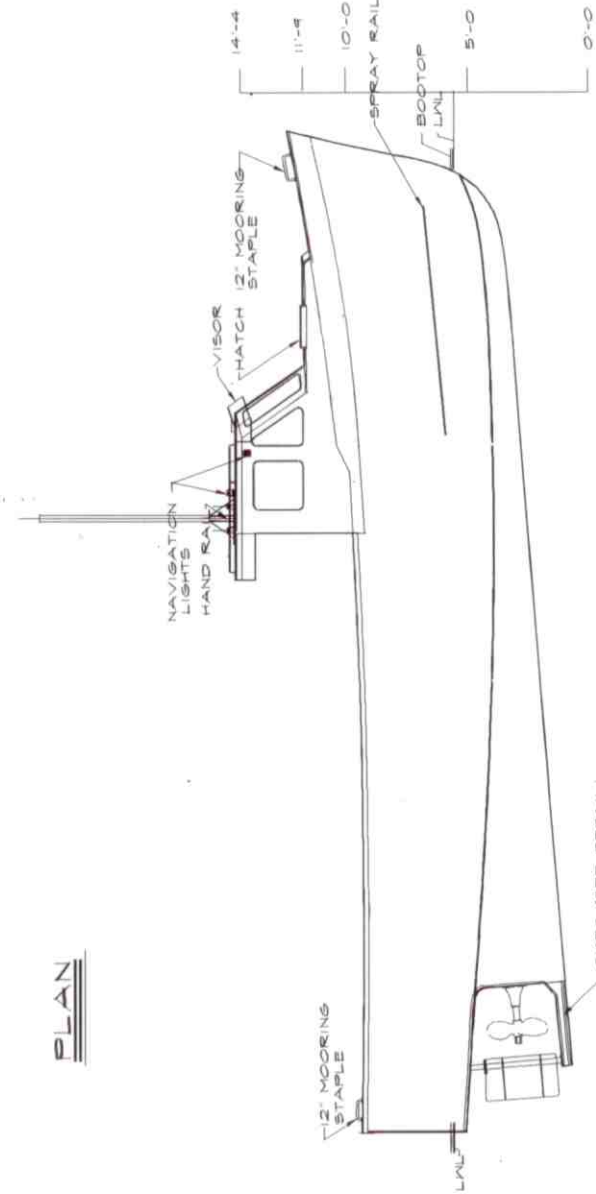 PLAN
14'-4
11'-9
10'-0
5'-0
0'-0
SPRAY RAIL
BOOTOP
LWL
12" MOORING
STAPLE
HATCH
VISOR
NAVIGATION
LIGHTS
HAND RAIL
12" MOORING
STAPLE
LWL